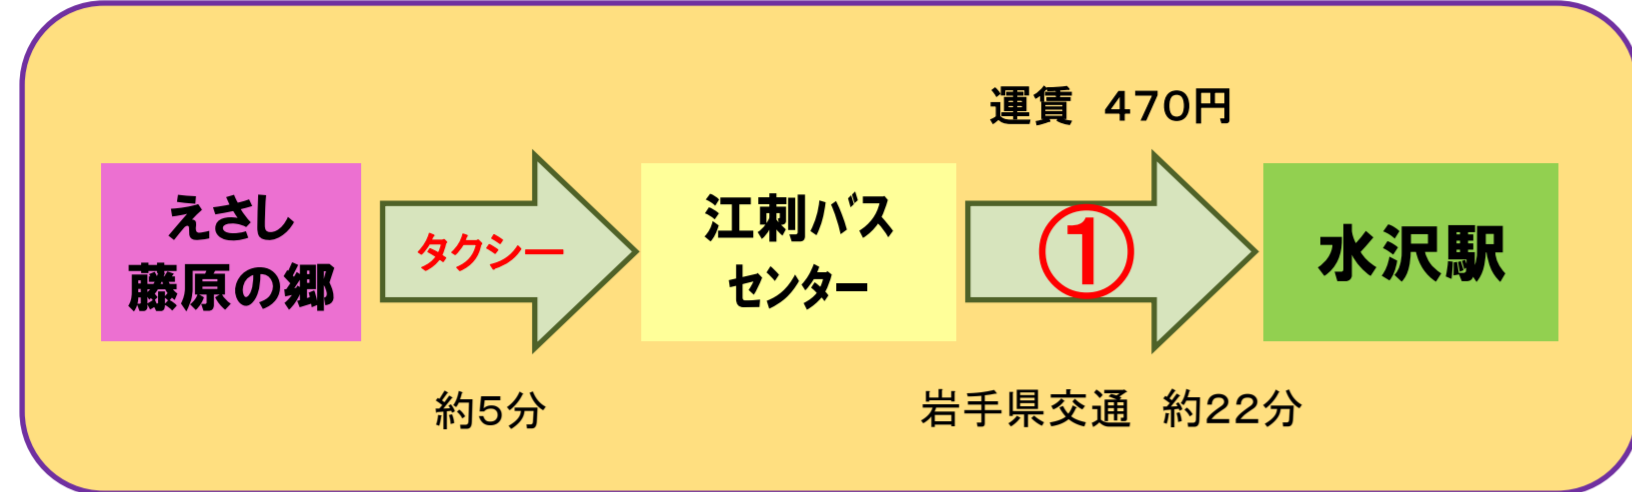 運賃　470円
えさし
藤原の郷
タクシー
江刺バス
センター
①
水沢駅
約5分
岩手県交通　約22分